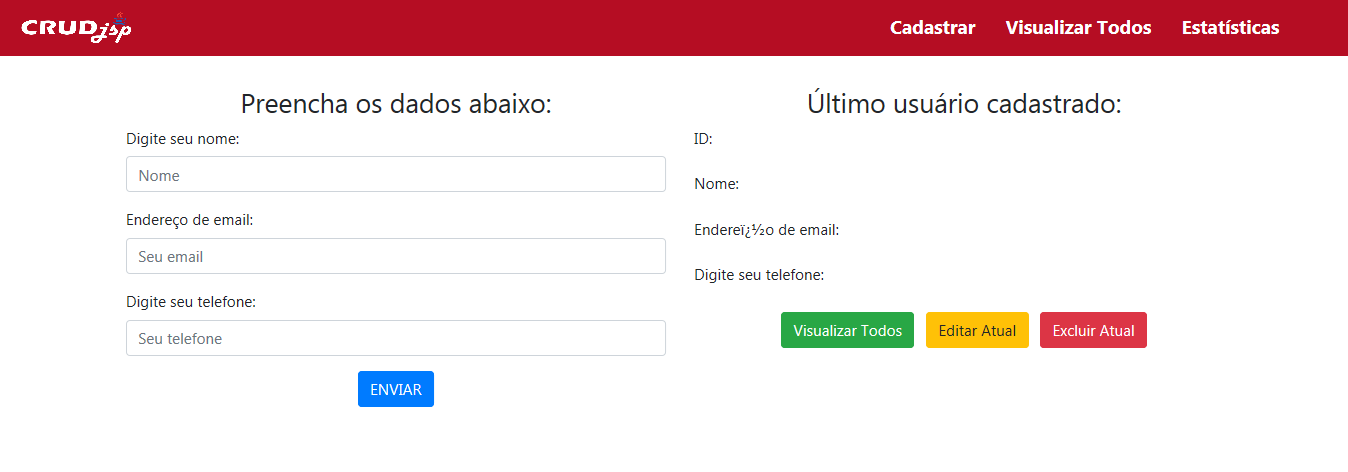 CRUDjsp
Cadastrar Visualizar Todos Estatísticas
Preencha os dados abaixo:
Digite seu nome:
Nome
Endereço de email:
Seu email
Digite seu telefone:
Seu telefone
ENVIAR
Último usuário cadastrado:
ID:
Nome:
Endereï¿½o de email:
Digite seu telefone:
Visualizar Todos Editar Atual Excluir Atual